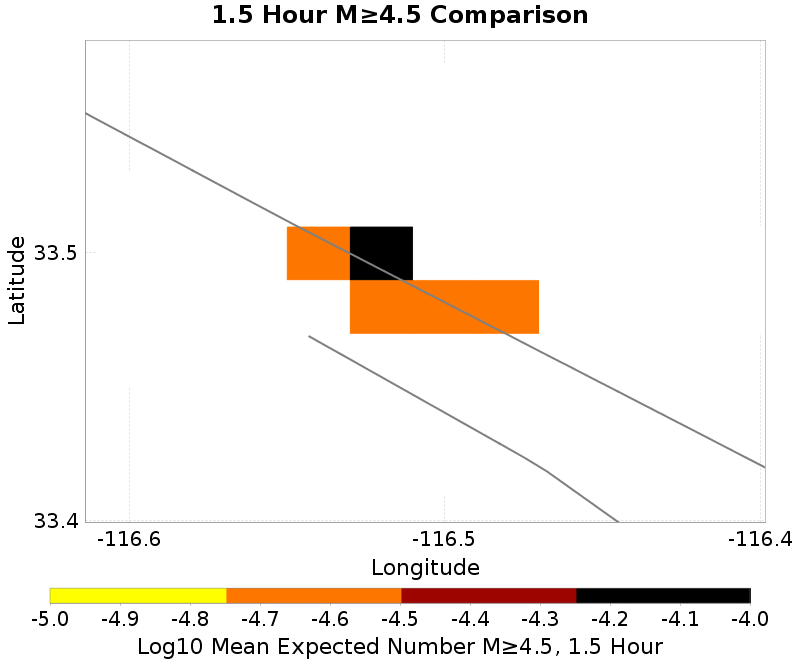 1.5 Hour M≥4.5 Comparison
Latitude
33.5
33.4
-116.6 -116.5 -116.4
Longitude
-5.0 -4.9 -4.8 -4.7 -4.6 -4.5 -4.4 -4.3 -4.2 -4.1 -4.0
Log10 Mean Expected Number M≥4.5, 1.5 Hour